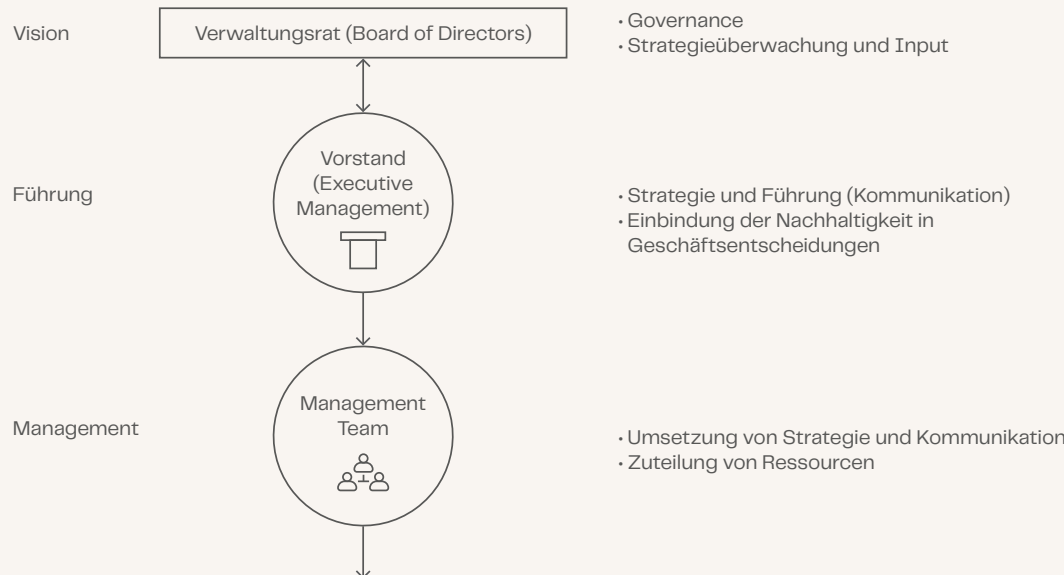 Vision
Verwaltungsrat (Board of Directors)
· Governance
· Strategieüberwachung und Input
Führung
Vorstand
(Executive
Management)
· Strategie und Führung (Kommunikation)
· Einbindung der Nachhaltigkeit in
Geschäftsentscheidungen
Management
Management
Team
· Umsetzung von Strategie und Kommunikation
· Zuteilung von Ressourcen